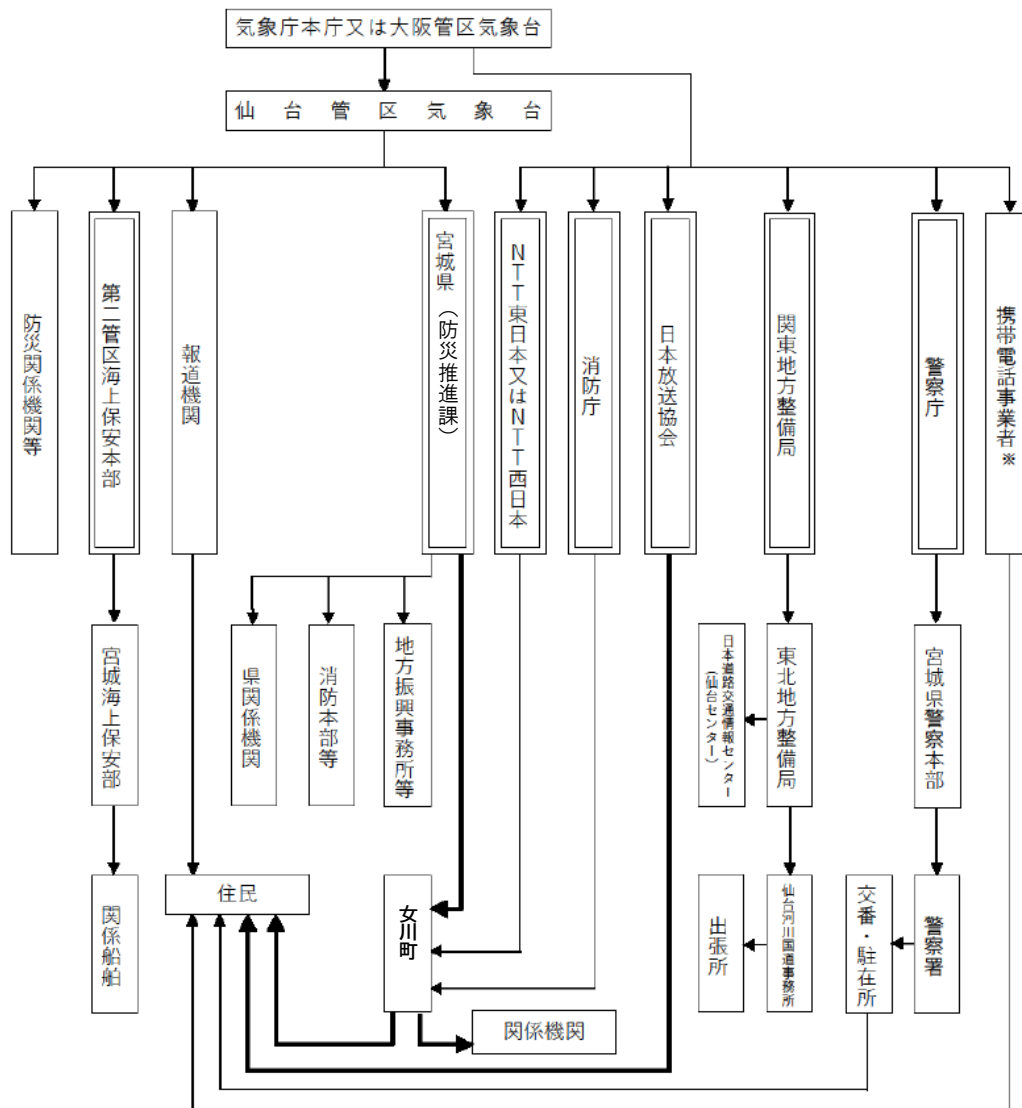 気象庁本庁又は大阪管区気象台
仙台管区気象台
防災関係機関等
第二管区海上保安本部
報道機関
宮城県（防災推進課）
NTT東日本又はNTT西日本
消防庁
日本放送協会
関東地方整備局
警察庁
携帯電話事業者※
宮城海上保安部
県関係機関
消防本部等
地方振興事務所等
日本道路交通情報センター
（仙台センター）
東北地方整備局
宮城県警察本部
関係船舶
住民
女川町
出張所
仙台河川国道事務所
交番・駐在所
警察署
関係機関